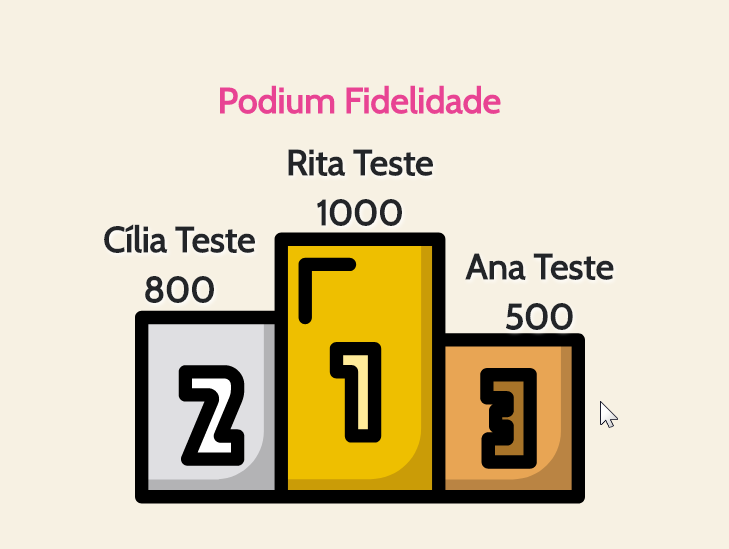 Podium Fidelidade
Rita Teste
1000
Cília Teste
800
Ana Teste
500
2
1
3